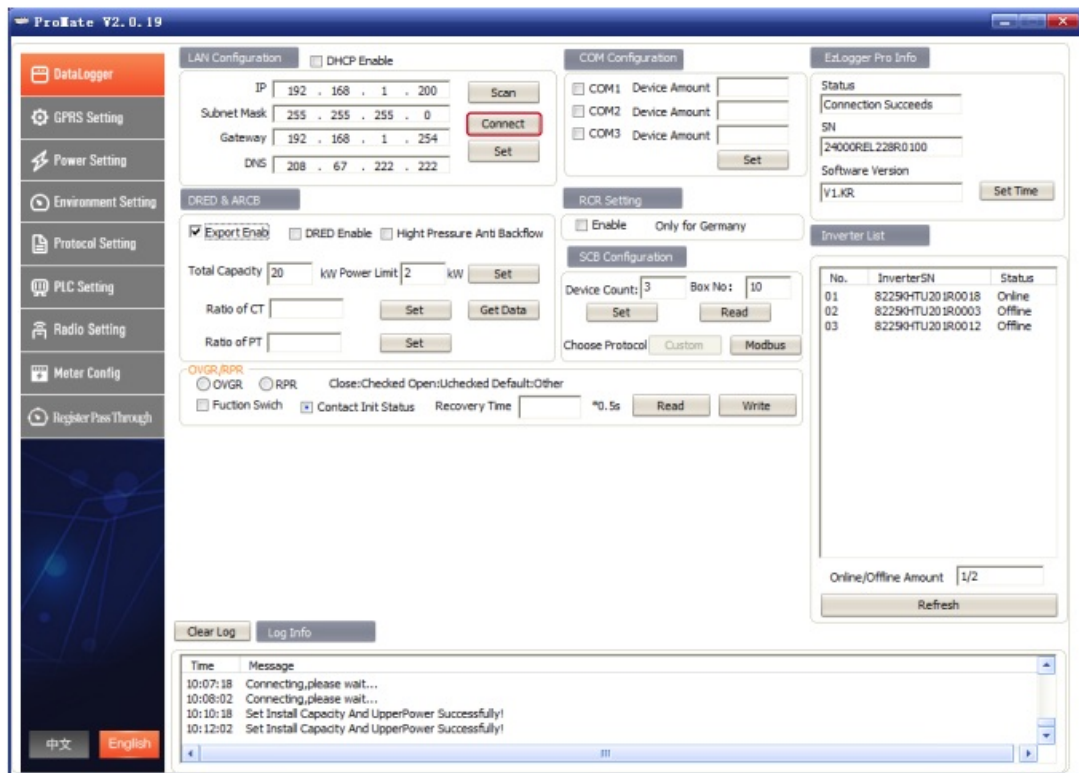 ProMate V2.0.19
DataLogger
GPRS Setting
Power Setting
Environment Setting
Protocol Setting
PLC Setting
Radio Setting
Meter Config
Register Pass Through
中文
English
LAN Configuration
DHCP Enable
IP 192 . 168 . 1 . 200 Scan
Subnet Mask 255 . 255 . 255 . 0 Connect
Gateway 192 . 168 . 1 . 254 Set
DNS 208 . 67 . 222 . 222
COM Configuration
COM1 Device Amount
COM2 Device Amount
COM3 Device Amount
Set
EzLogger Pro Info
Status
Connection Succeeds
SN
24000REL228R0100
Software Version
V1.KR Set Time
DRED & ARCB
Export Enab DRED Enable Hight Pressure Anti Backflow
Total Capacity 20 kW Power Limit 2 kW Set
Ratio of CT Set Get Data
Ratio of PT Set
RCR Setting
Enable Only for Germany
SCB Configuration
Device Count: 3 Box No: 10
Set Read
Choose Protocol Custom Modbus
OVGR/RPR
OVGR RPR Close:Checked Open:Uchecked Default:Other
Fuction Swich Contact Init Status Recovery Time *0.5s Read Write
Inverter List
No. InverterSN Status
01 8225KHTU201R0018 Online
02 8225KHTU201R0003 Offline
03 8225KHTU201R0012 Offline
Online/Offline Amount 1/2
Refresh
Clear Log Log Info
Time Message
10:07:18 Connecting,please wait...
10:08:02 Connecting,please wait...
10:10:18 Set Install Capacity And UpperPower Successfully!
10:12:02 Set Install Capacity And UpperPower Successfully!